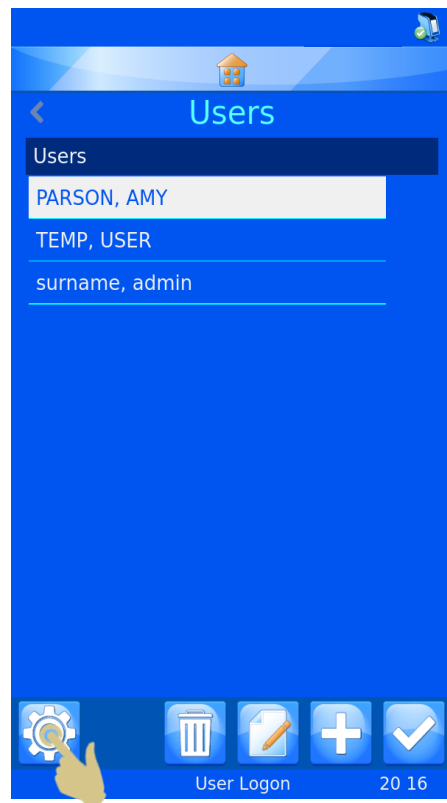 Users
Users
PARSON, AMY
TEMP, USER
surname, admin
User Logon 20 16